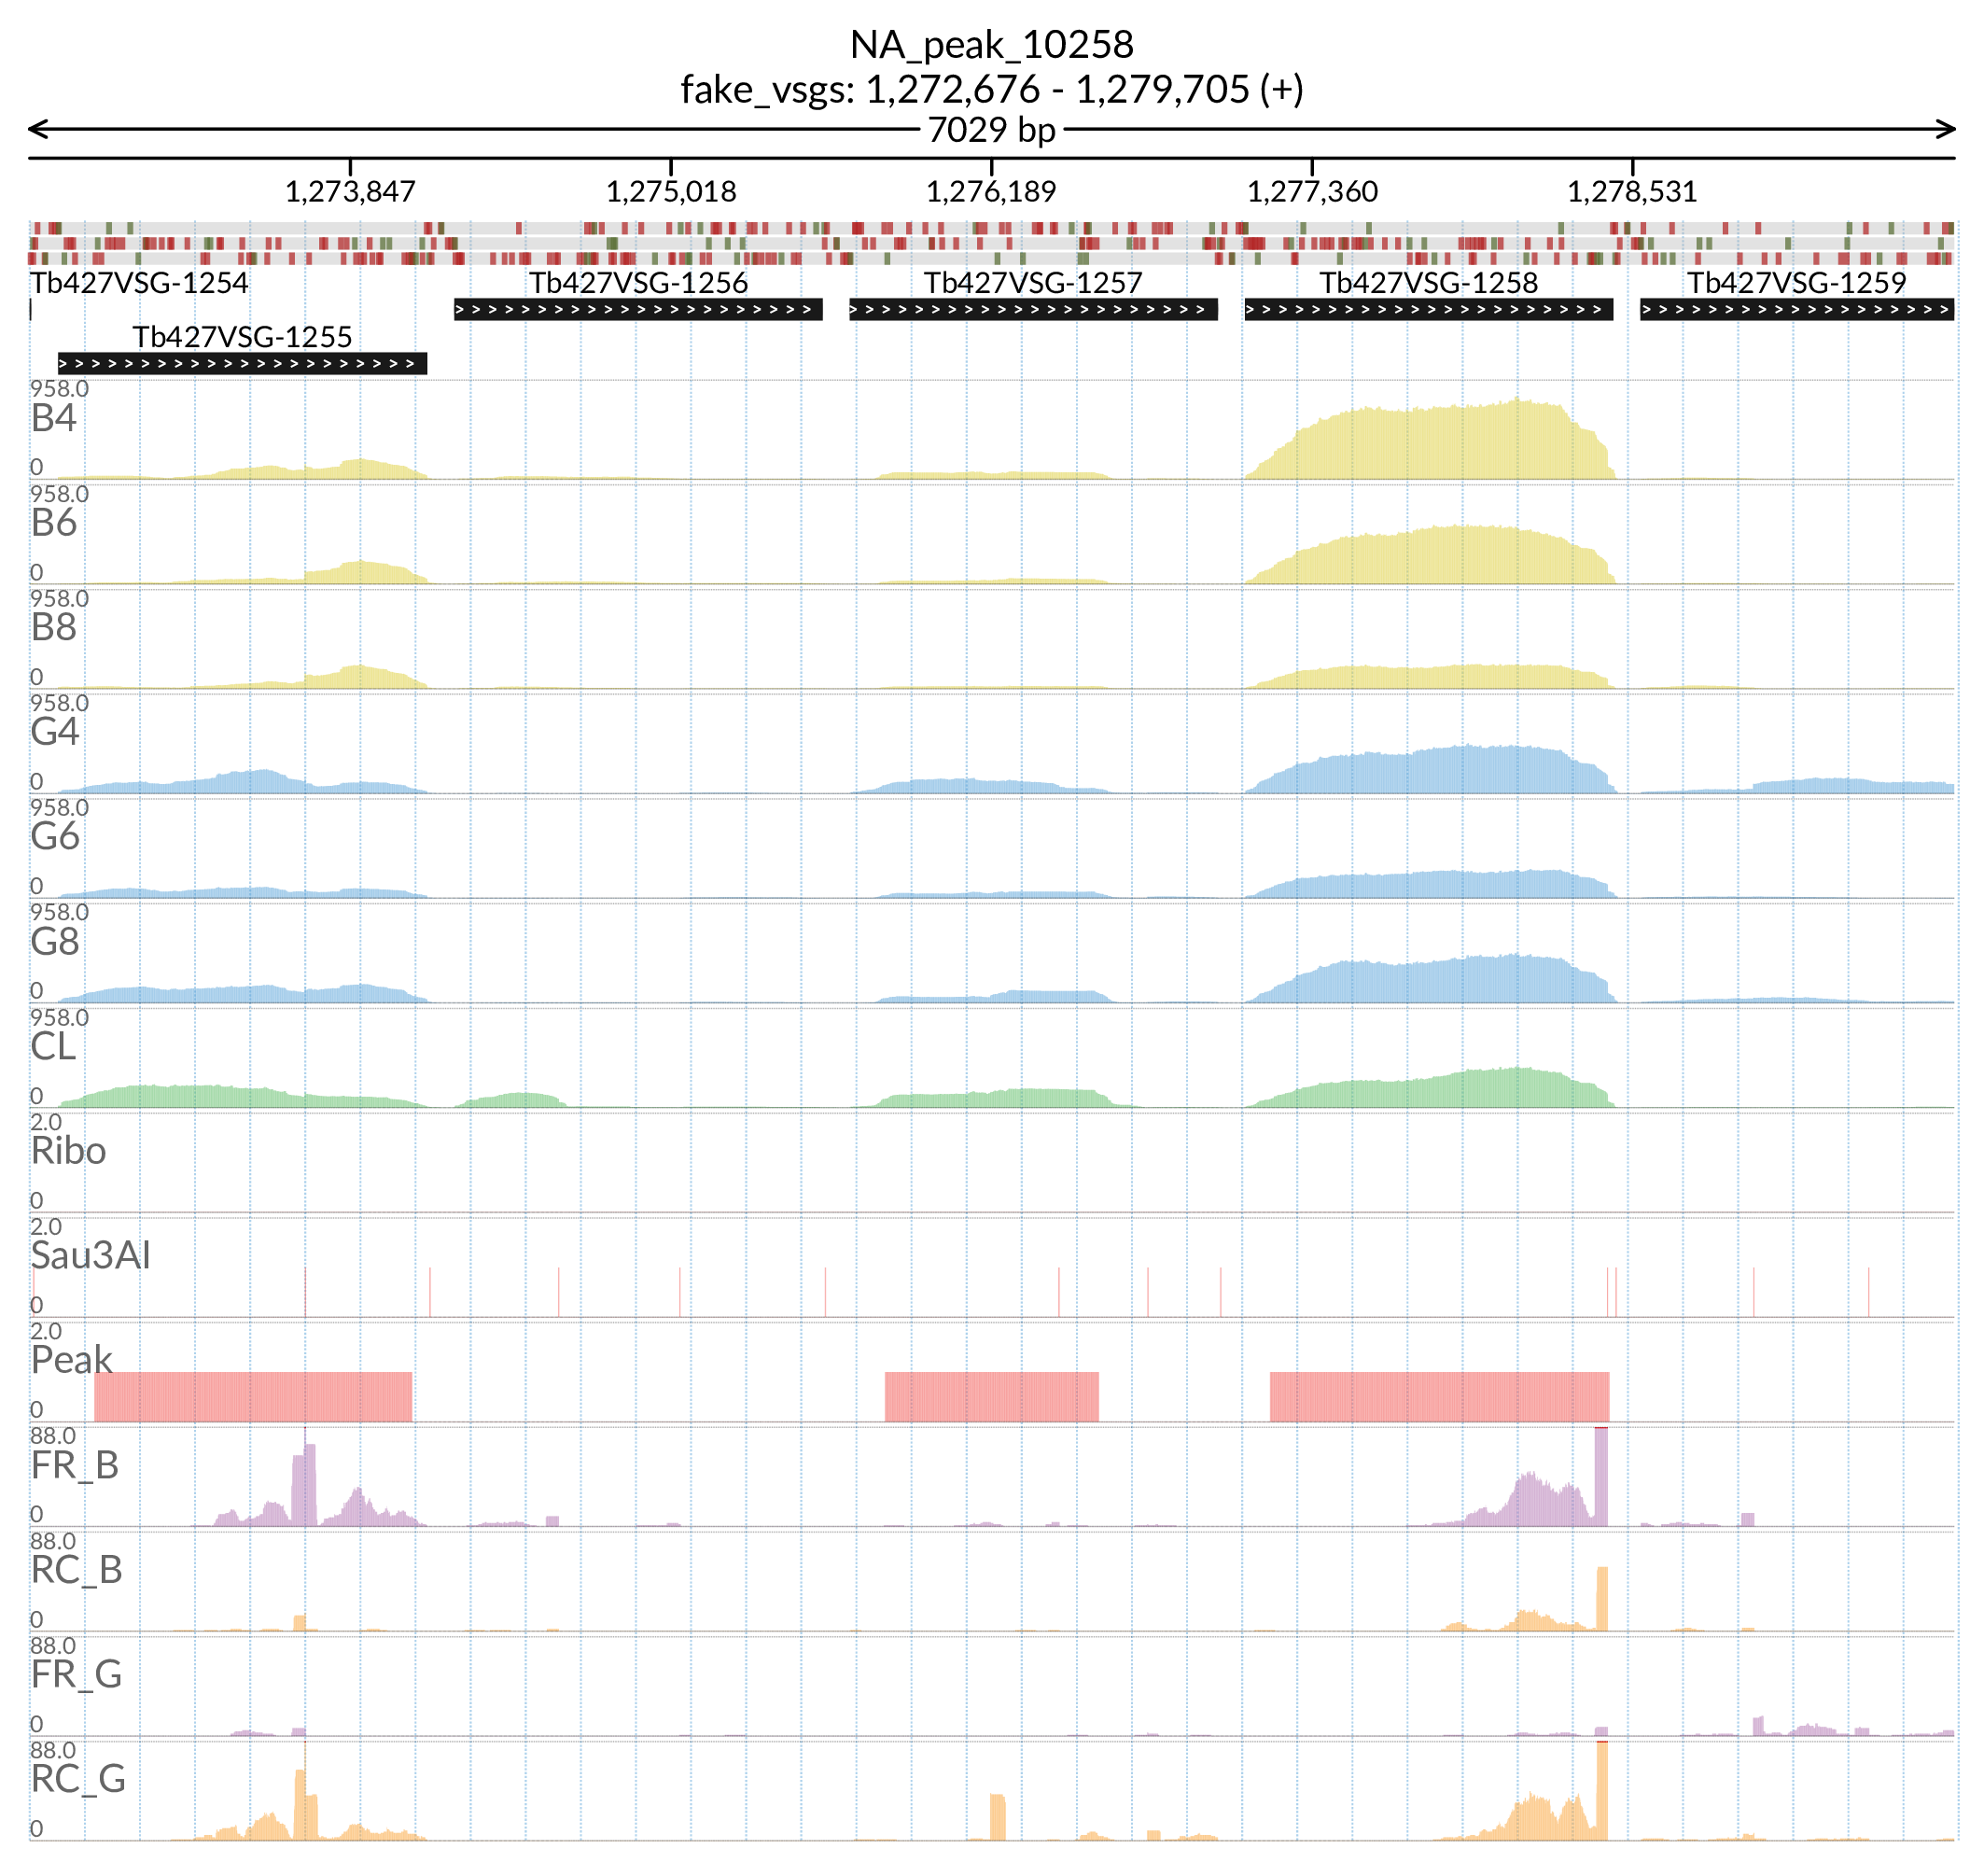 NA_peak_10258
fake_vsgs: 1,272,676 - 1,279,705 (+)
7029 bp
1,273,847 1,275,018 1,276,189 1,277,360 1,278,531
Tb427VSG-1254 Tb427VSG-1256 Tb427VSG-1257 Tb427VSG-1258 Tb427VSG-1259
Tb427VSG-1255
958.0
B4
0
958.0
B6
0
958.0
B8
0
958.0
G4
0
958.0
G6
0
958.0
G8
0
958.0
CL
0
2.0
Ribo
0
2.0
Sau3AI
0
2.0
Peak
0
88.0
FR_B
0
88.0
RC_B
0
88.0
FR_G
0
88.0
RC_G
0